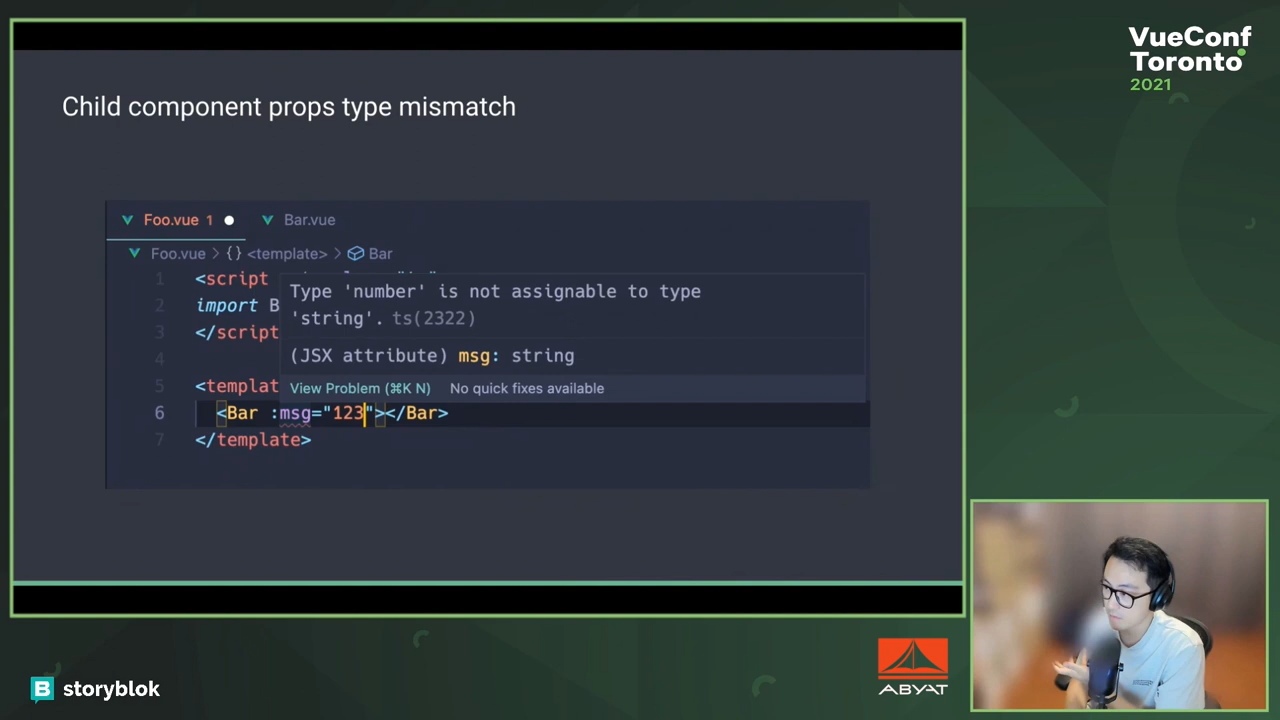 VueConf
Toronto
2021
Child component props type mismatch
Foo.vue 1
Bar.vue
Foo.vue > {} <template> > Bar
1 <script
Type 'number' is not assignable to type
'string'. ts(2322)
2 import B
3 </script
(JSX attribute) msg: string
4
5 <templat
View Problem (⌘K N) No quick fixes available
6 <Bar :msg="123"></Bar>
7 </template>
B storyblok
ABYAT